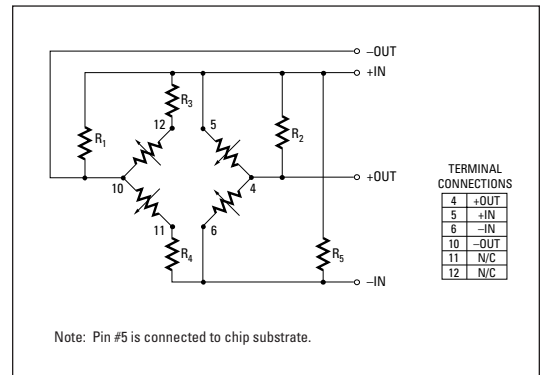 –OUT
+IN
R3
12
5
R1
R2
10
4
+OUT
11
6
R4
R5
–IN
TERMINAL
CONNECTIONS
4 +OUT
5 +IN
6 –IN
10 –OUT
11 N/C
12 N/C
Note: Pin #5 is connected to chip substrate.